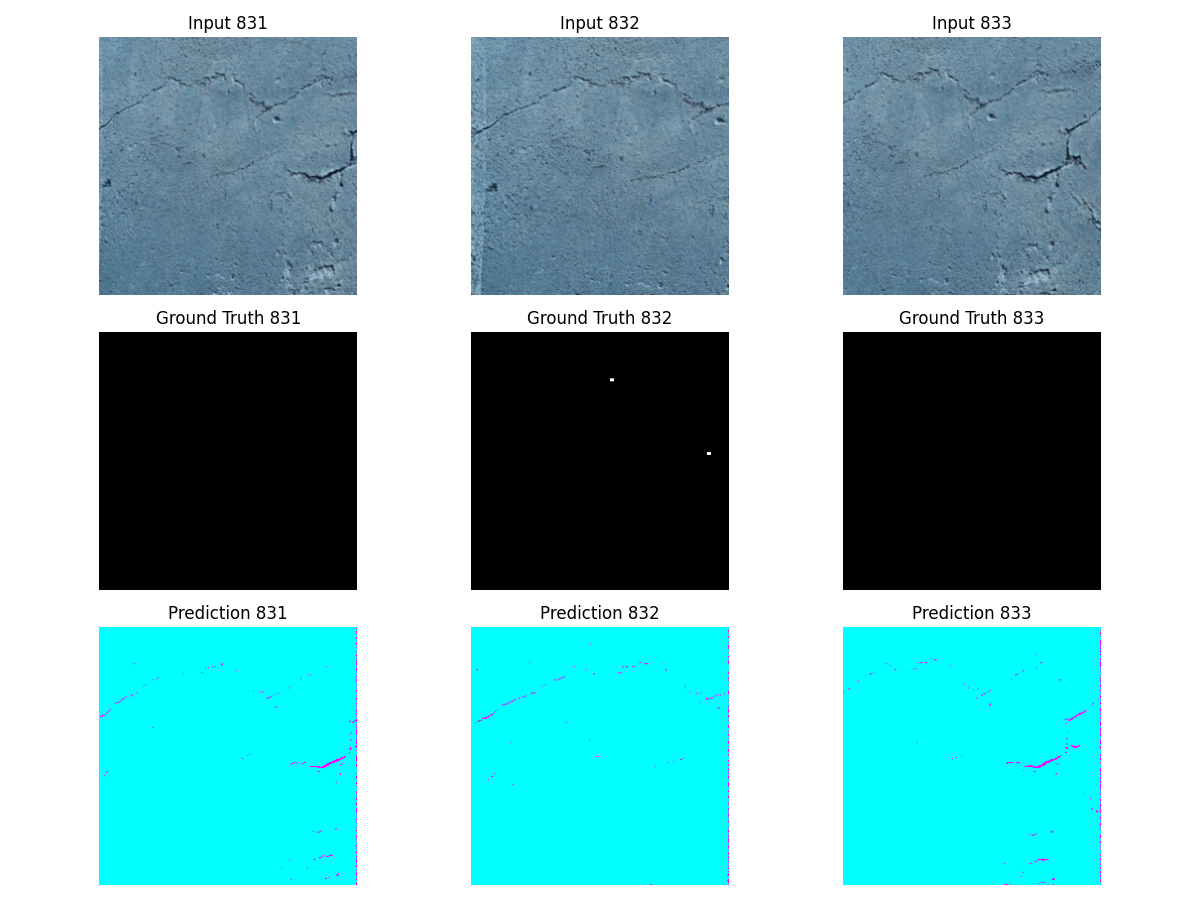 Input 831
Input 832
Input 833
Ground Truth 831
Ground Truth 832
Ground Truth 833
Prediction 831
Prediction 832
Prediction 833